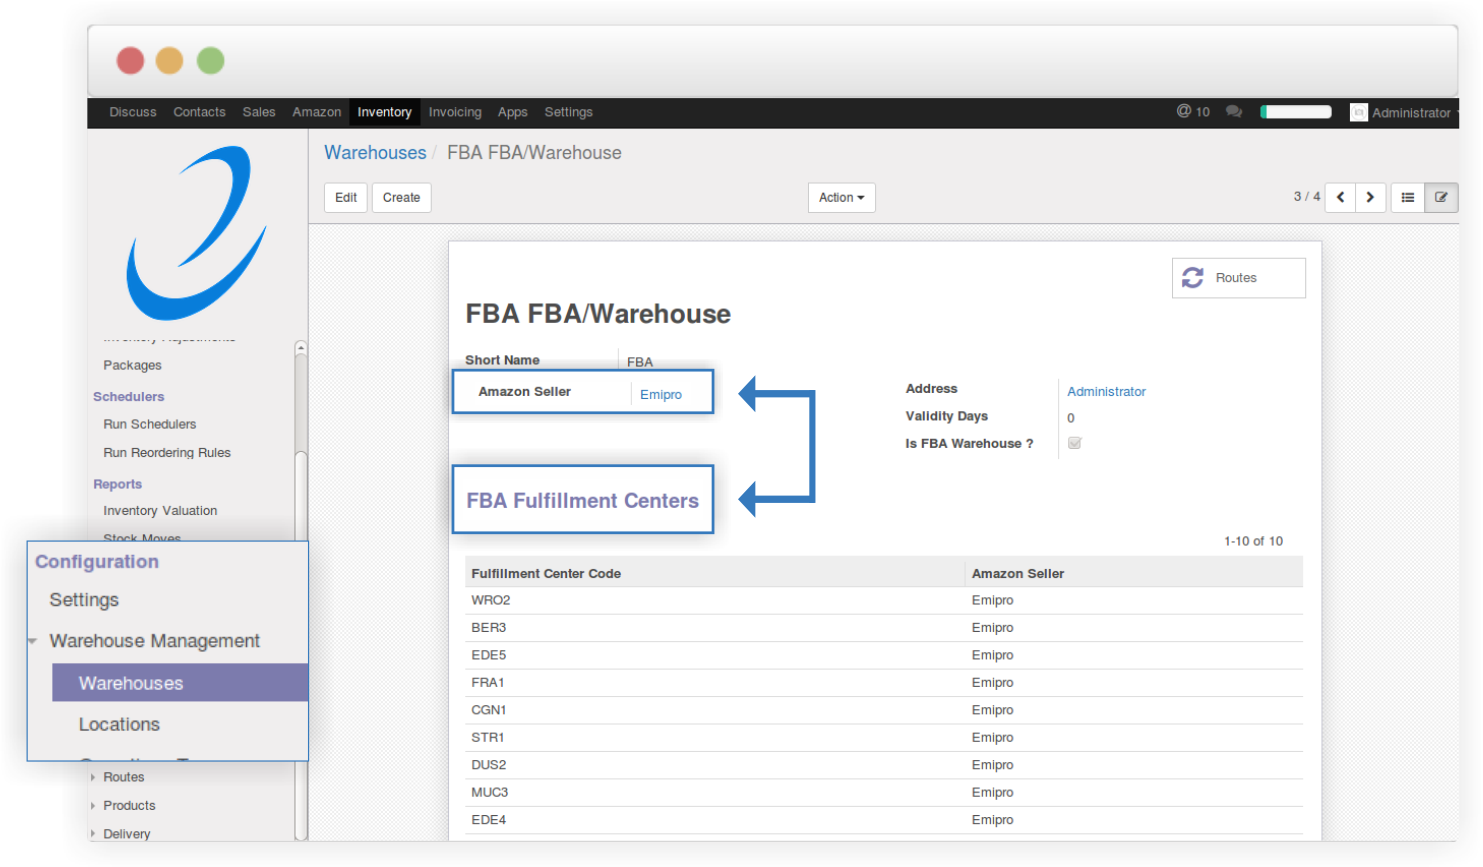 Discuss Contacts Sales Amazon Inventory Invoicing Apps Settings @ 10 Administrator
Warehouses / FBA FBA/Warehouse
Edit Create Action 3 / 4
Routes
FBA FBA/Warehouse
Short Name FBA
Amazon Seller Emipro
Address Administrator
Validity Days 0
Is FBA Warehouse ?
FBA Fulfillment Centers
1-10 of 10
Fulfillment Center Code Amazon Seller
WRO2 Emipro
BER3 Emipro
EDE5 Emipro
FRA1 Emipro
CGN1 Emipro
STR1 Emipro
DUS2 Emipro
MUC3 Emipro
EDE4 Emipro
Inventory Adjustments
Packages
Schedulers
Run Schedulers
Run Reordering Rules
Reports
Inventory Valuation
Stock Moves
Configuration
Settings
Warehouse Management
Warehouses
Locations
Routes
Products
Delivery